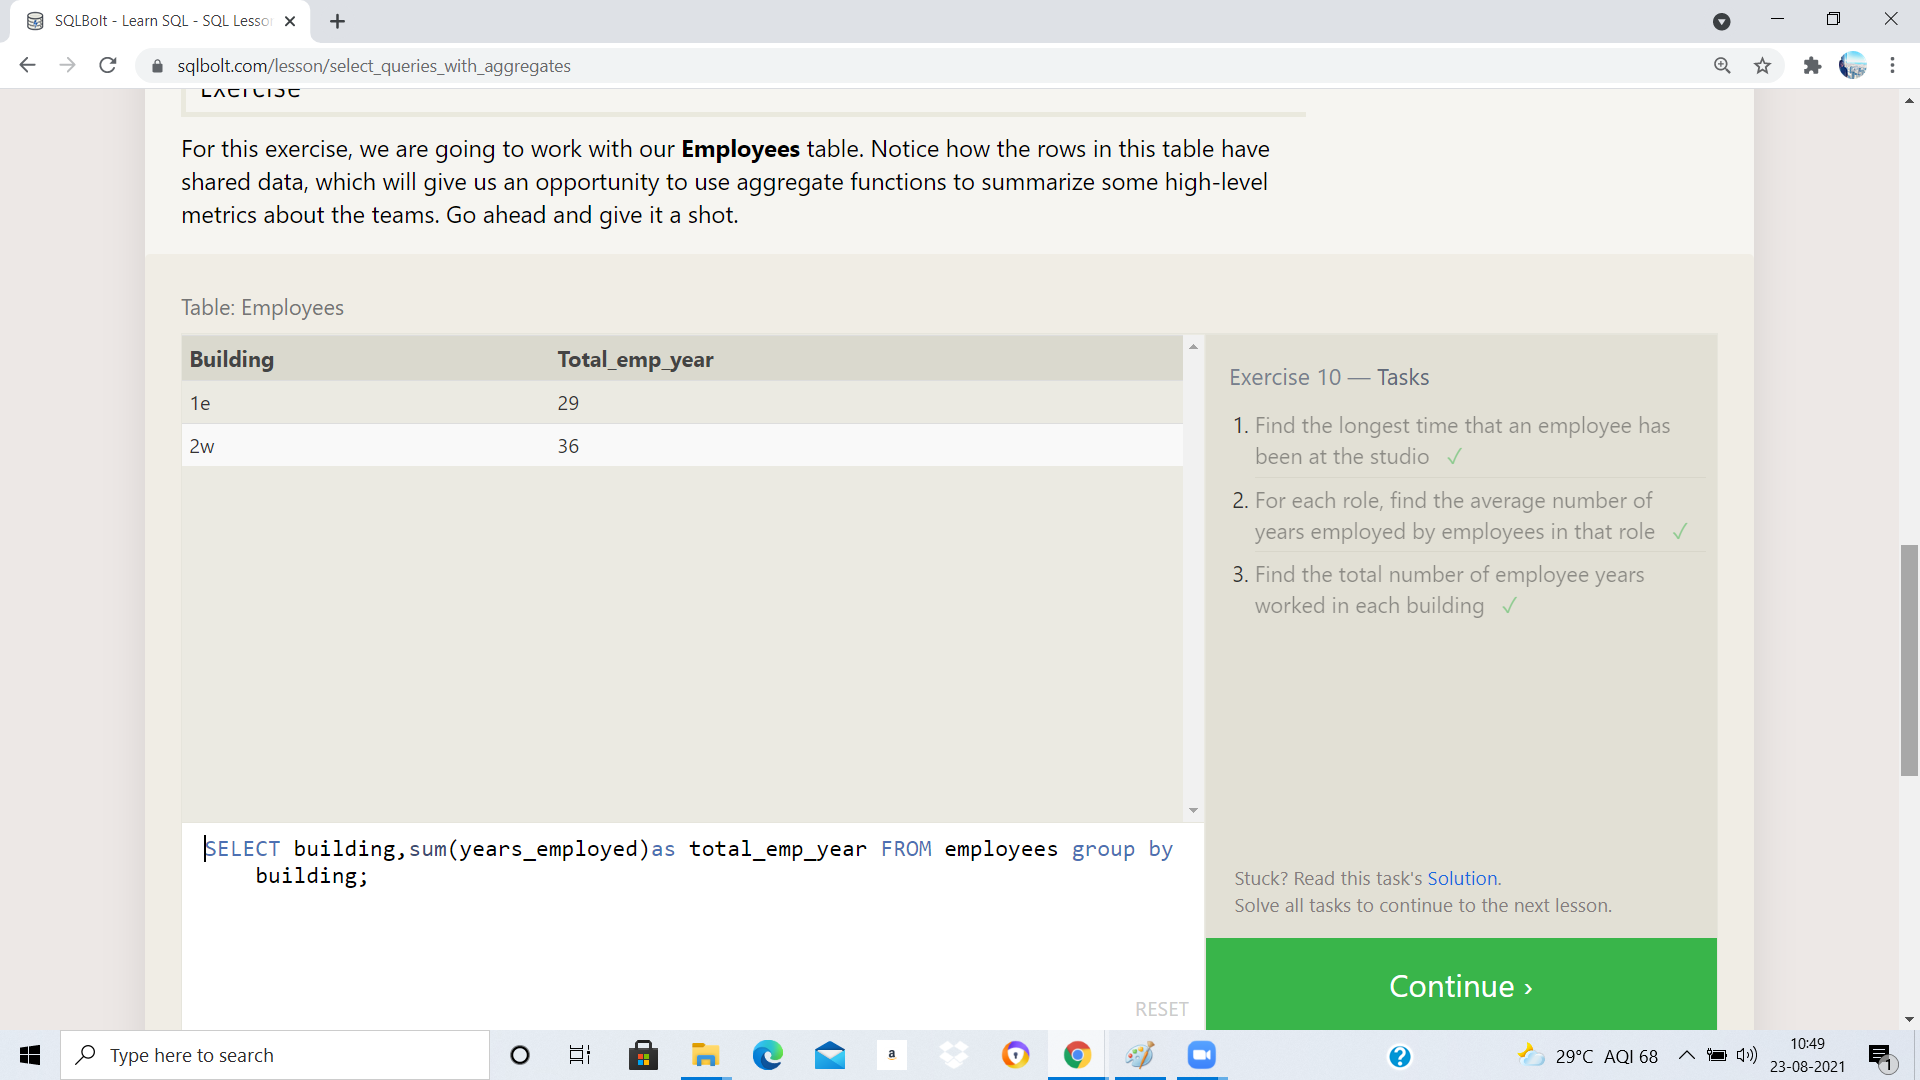 SQLBolt - Learn SQL - SQL Lesso
sqlbolt.com/lesson/select_queries_with_aggregates
Exercise
For this exercise, we are going to work with our Employees table. Notice how the rows in this table have
shared data, which will give us an opportunity to use aggregate functions to summarize some high-level
metrics about the teams. Go ahead and give it a shot.
Table: Employees
Building Total_emp_year
1e 29
2w 36
SELECT building,sum(years_employed)as total_emp_year FROM employees group by
building;
RESET
Exercise 10 — Tasks
1. Find the longest time that an employee has
been at the studio ✓
2. For each role, find the average number of
years employed by employees in that role ✓
3. Find the total number of employee years
worked in each building ✓
Stuck? Read this task's Solution.
Solve all tasks to continue to the next lesson.
Continue ›
Type here to search
a
29°C AQI 68
10:49
23-08-2021
1